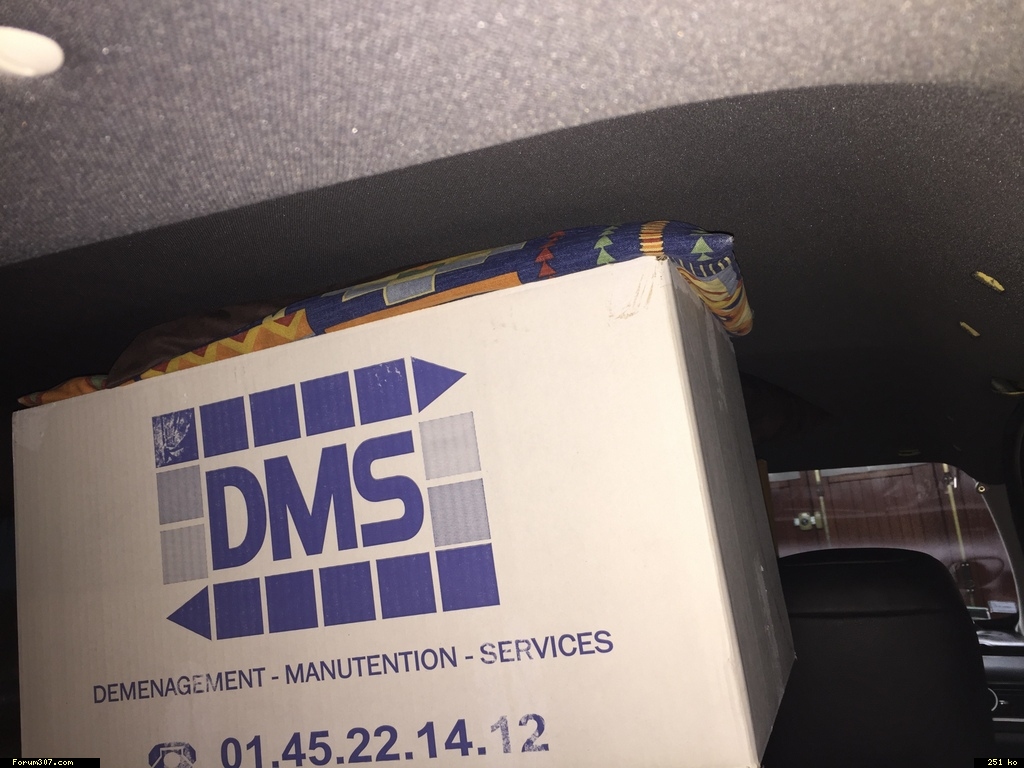 DMS
DEMENAGEMENT - MANUTENTION - SERVICES
01.45.22.14.12
Forum307.com
251 ko